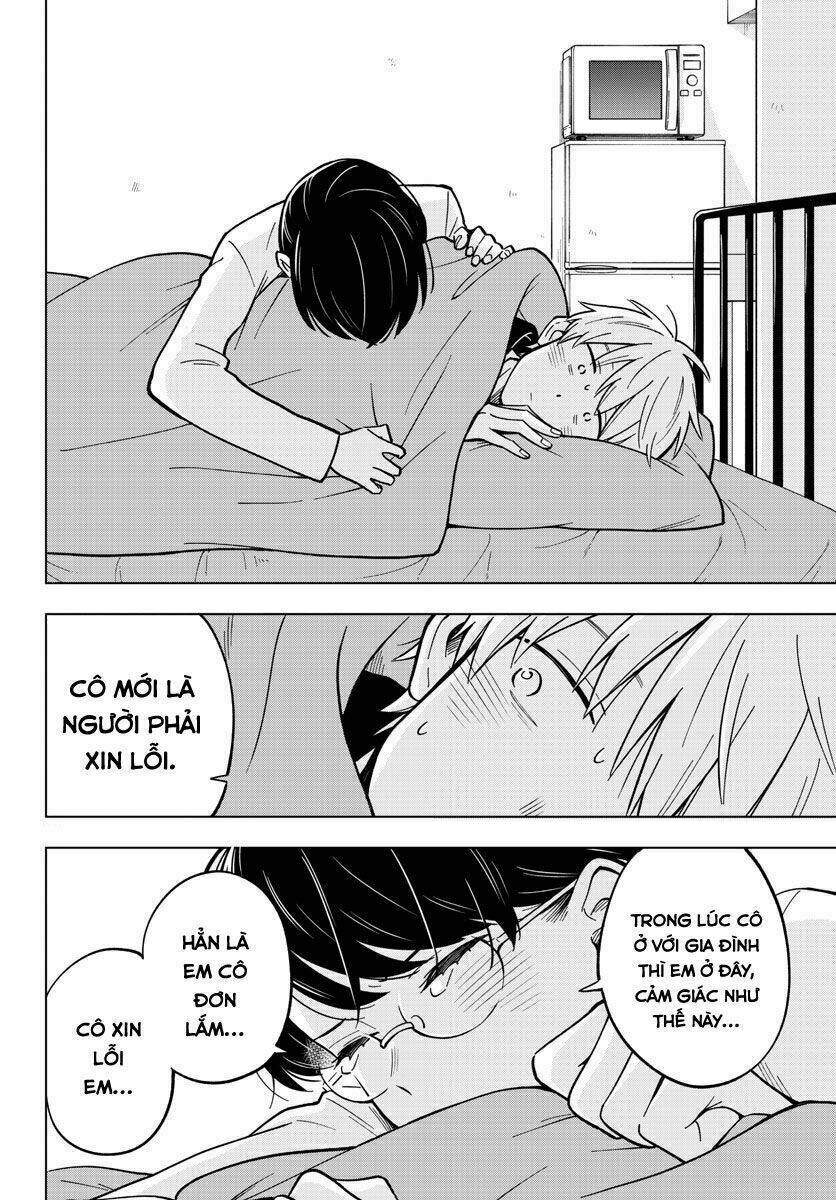 CÔ MỚI LÀ
NGƯỜI PHẢI
XIN LỖI.
TRONG LÚC CÔ
Ở VỚI GIA ĐÌNH
THÌ EM Ở ĐÂY,
CẢM GIÁC NHƯ
THẾ NÀY...
HẲN LÀ
EM CÔ
ĐƠN
LẮM...
CÔ XIN
LỖI
EM...